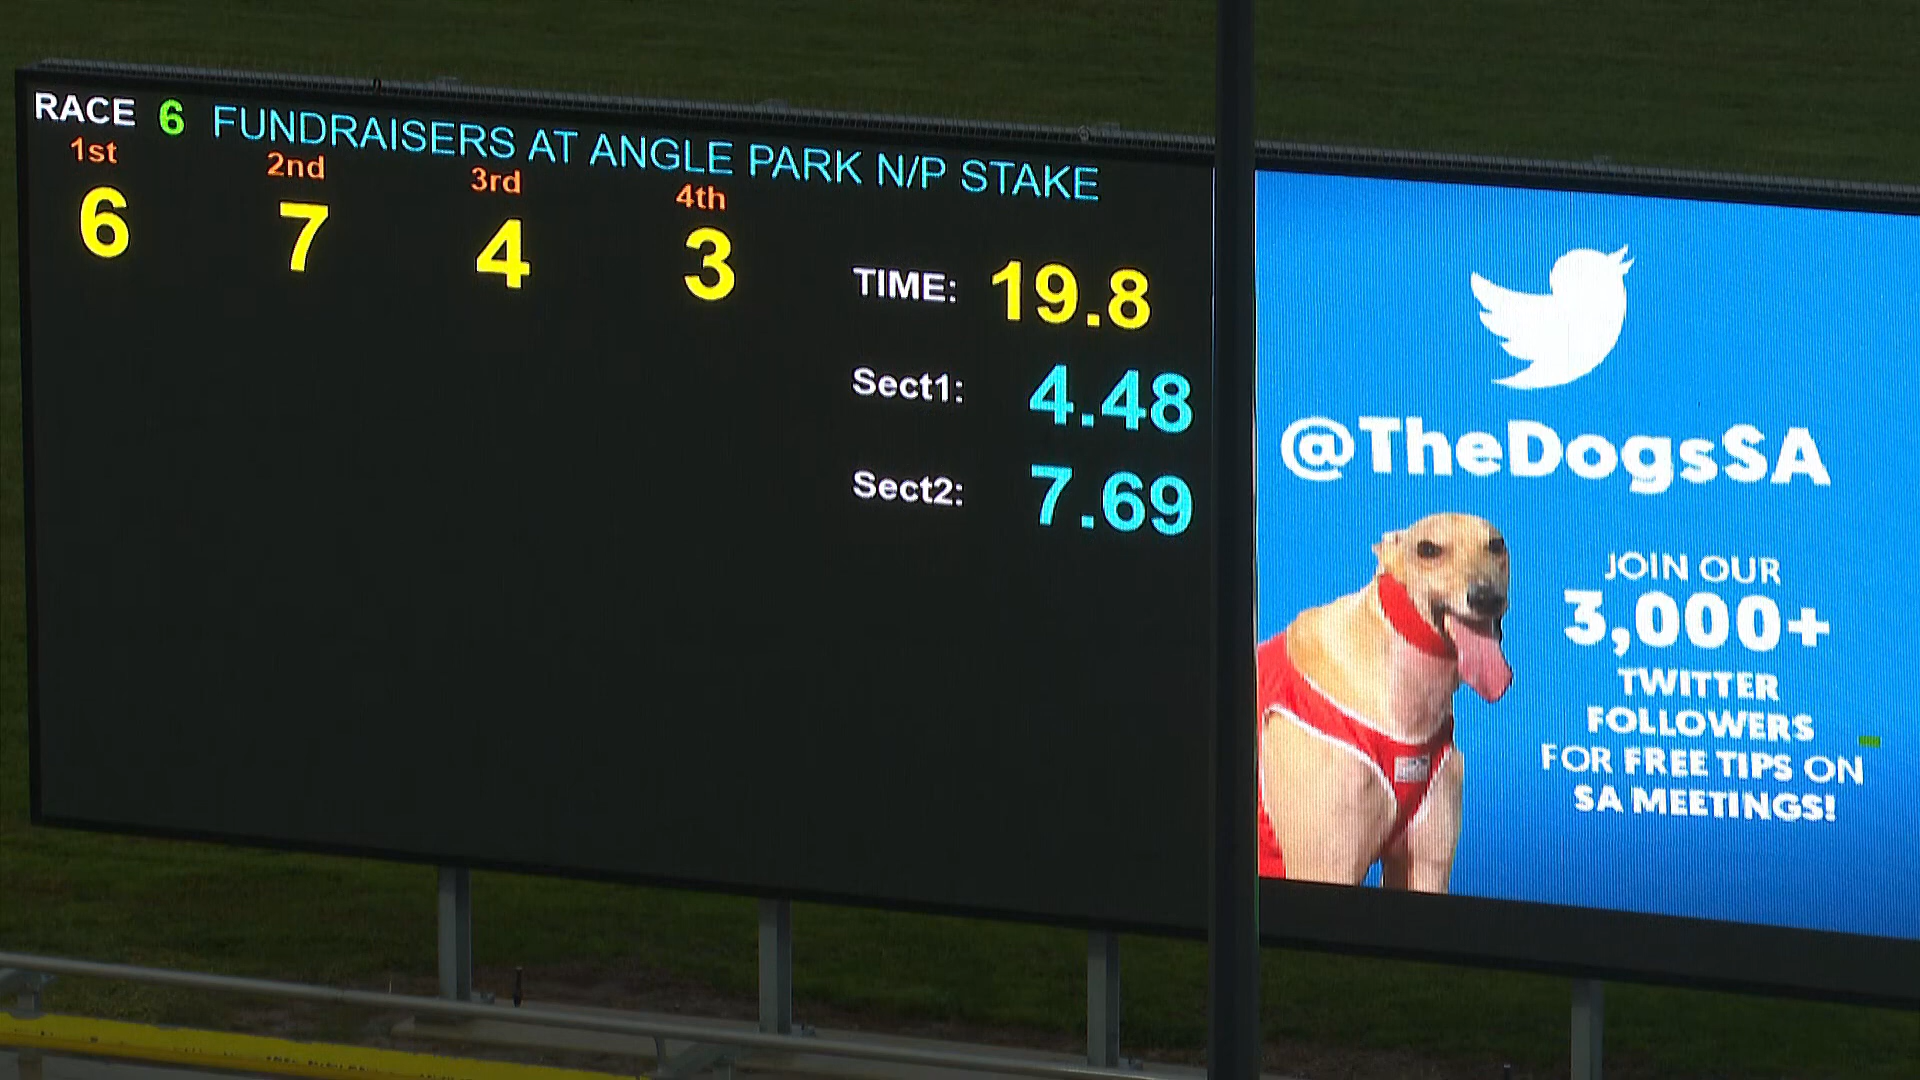 RACE 6 FUNDRAISERS AT ANGLE PARK N/P STAKE
1st 2nd 3rd 4th
6 7 4 3
TIME: 19.8
Sect1: 4.48
Sect2: 7.69
@TheDogsSA
JOIN OUR
3,000+
TWITTER
FOLLOWERS
FOR FREE TIPS ON
SA MEETINGS!